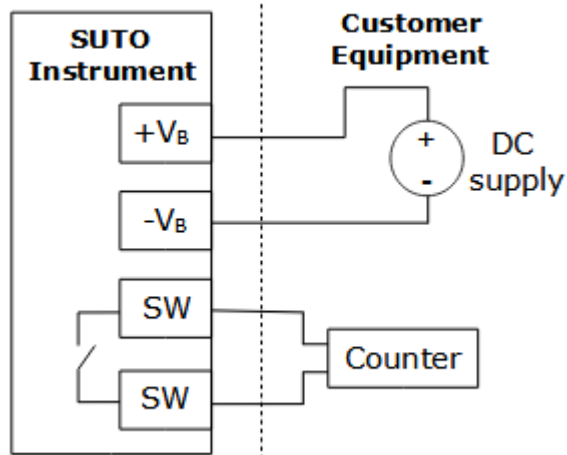 SUTO
Instrument
Customer
Equipment
+VB
+
-
DC
supply
-VB
SW
Counter
SW